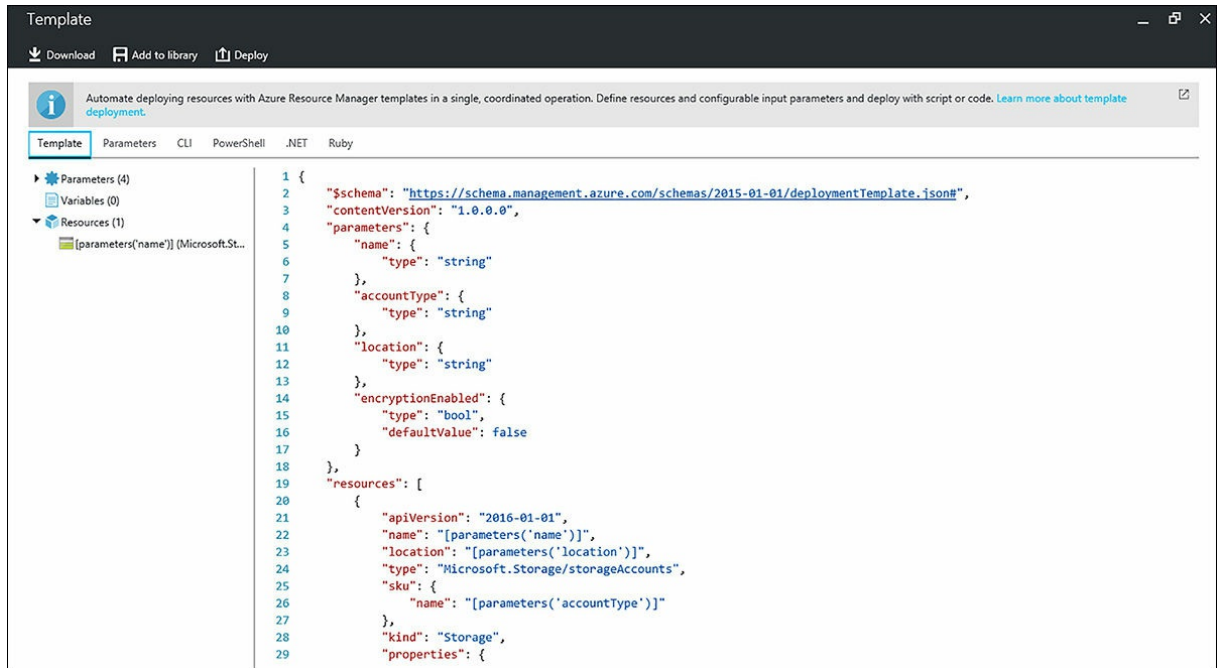 Template
Download Add to library Deploy
Automate deploying resources with Azure Resource Manager templates in a single, coordinated operation. Define resources and configurable input parameters and deploy with script or code. Learn more about template
deployment.
Template Parameters CLI PowerShell .NET Ruby
Parameters (4)
Variables (0)
Resources (1)
[parameters('name')] (Microsoft.St...
1 {
2 "$schema": "https://schema.management.azure.com/schemas/2015-01-01/deploymentTemplate.json#",
3 "contentVersion": "1.0.0.0",
4 "parameters": {
5 "name": {
6 "type": "string"
7 },
8 "accountType": {
9 "type": "string"
10 },
11 "location": {
12 "type": "string"
13 },
14 "encryptionEnabled": {
15 "type": "bool",
16 "defaultValue": false
17 }
18 },
19 "resources": [
20 {
21 "apiVersion": "2016-01-01",
22 "name": "[parameters('name')]",
23 "location": "[parameters('location')]",
24 "type": "Microsoft.Storage/storageAccounts",
25 "sku": {
26 "name": "[parameters('accountType')]"
27 },
28 "kind": "Storage",
29 "properties": {